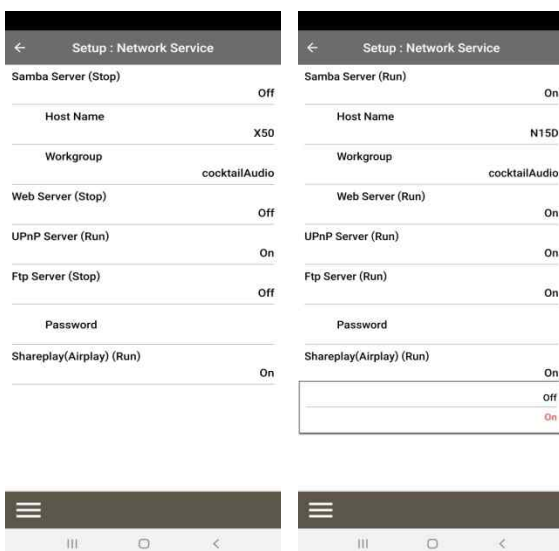 Setup : Network Service
Samba Server (Stop)
Off
Host Name
X50
Workgroup
cocktailAudio
Web Server (Stop)
Off
UPnP Server (Run)
On
Ftp Server (Stop)
Off
Password
Shareplay(Airplay) (Run)
On
Setup : Network Service
Samba Server (Run)
On
Host Name
N15D
Workgroup
cocktailAudio
Web Server (Run)
On
UPnP Server (Run)
On
Ftp Server (Run)
On
Password
Shareplay(Airplay) (Run)
On
Off
On